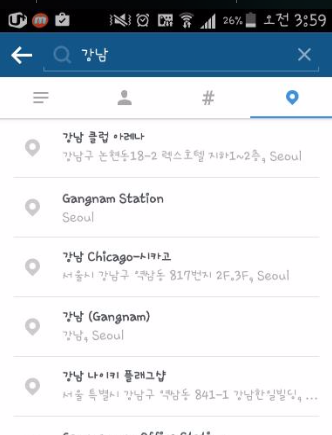 26% 오전 3:59
강남
#
강남 클럽 아레나
강남구 논현동18-2 렉스호텔 지하1~2층, Seoul
Gangnam Station
Seoul
강남 Chicago-시카고
서울시 강남구 역삼동 817번지 2F.3F, Seoul
강남 (Gangnam)
강남, Seoul
강남 나이키 플래그샵
서울 특별시 강남구 역삼동 841-1 강남한일빌딩, ...